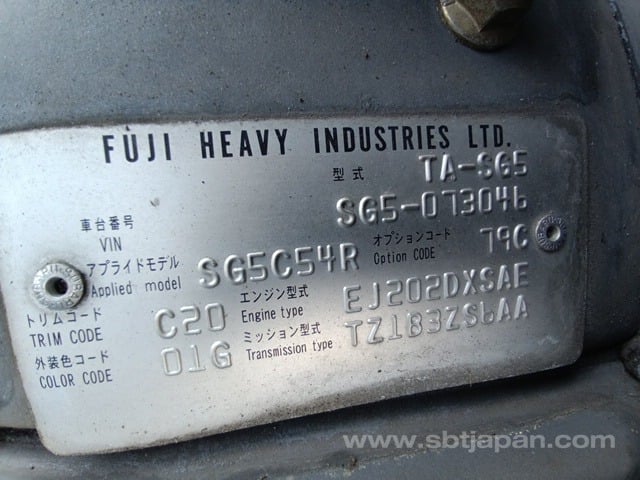 FUJI HEAVY INDUSTRIES LTD.
型式 TA-SG5
車台番号 VIN SG5-073046
アプライドモデル Applied model SG5C54R オプションコード Option CODE 79C
トリムコード TRIM CODE C20 エンジン型式 Engine type EJ202DXSAE
外装色コード COLOR CODE 01G ミッション型式 Transmission type TZ1B3ZS6AA
www.sbtjapan.com